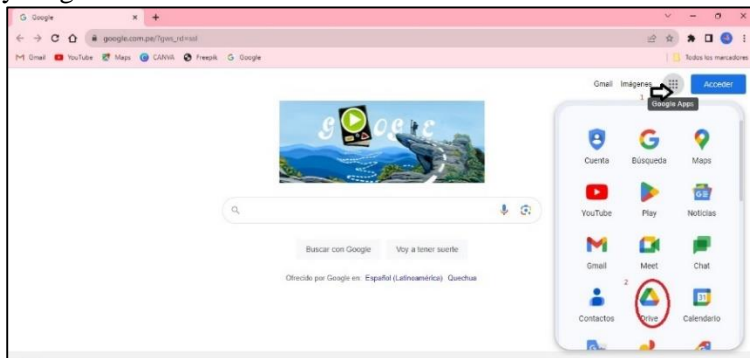 G Google
google.com.pe/?gws_rd=ssl
Gmail YouTube Maps CANVA Freepik Google
Todos los marcadores
Gmail Imágenes Acceder
1
Google Apps
Cuenta Búsqueda Maps
YouTube Play Noticias
Gmail Meet Chat
2
Contactos Drive Calendario
Buscar con Google Voy a tener suerte
Ofrecido por Google en: Español (Latinoamérica) Quechua